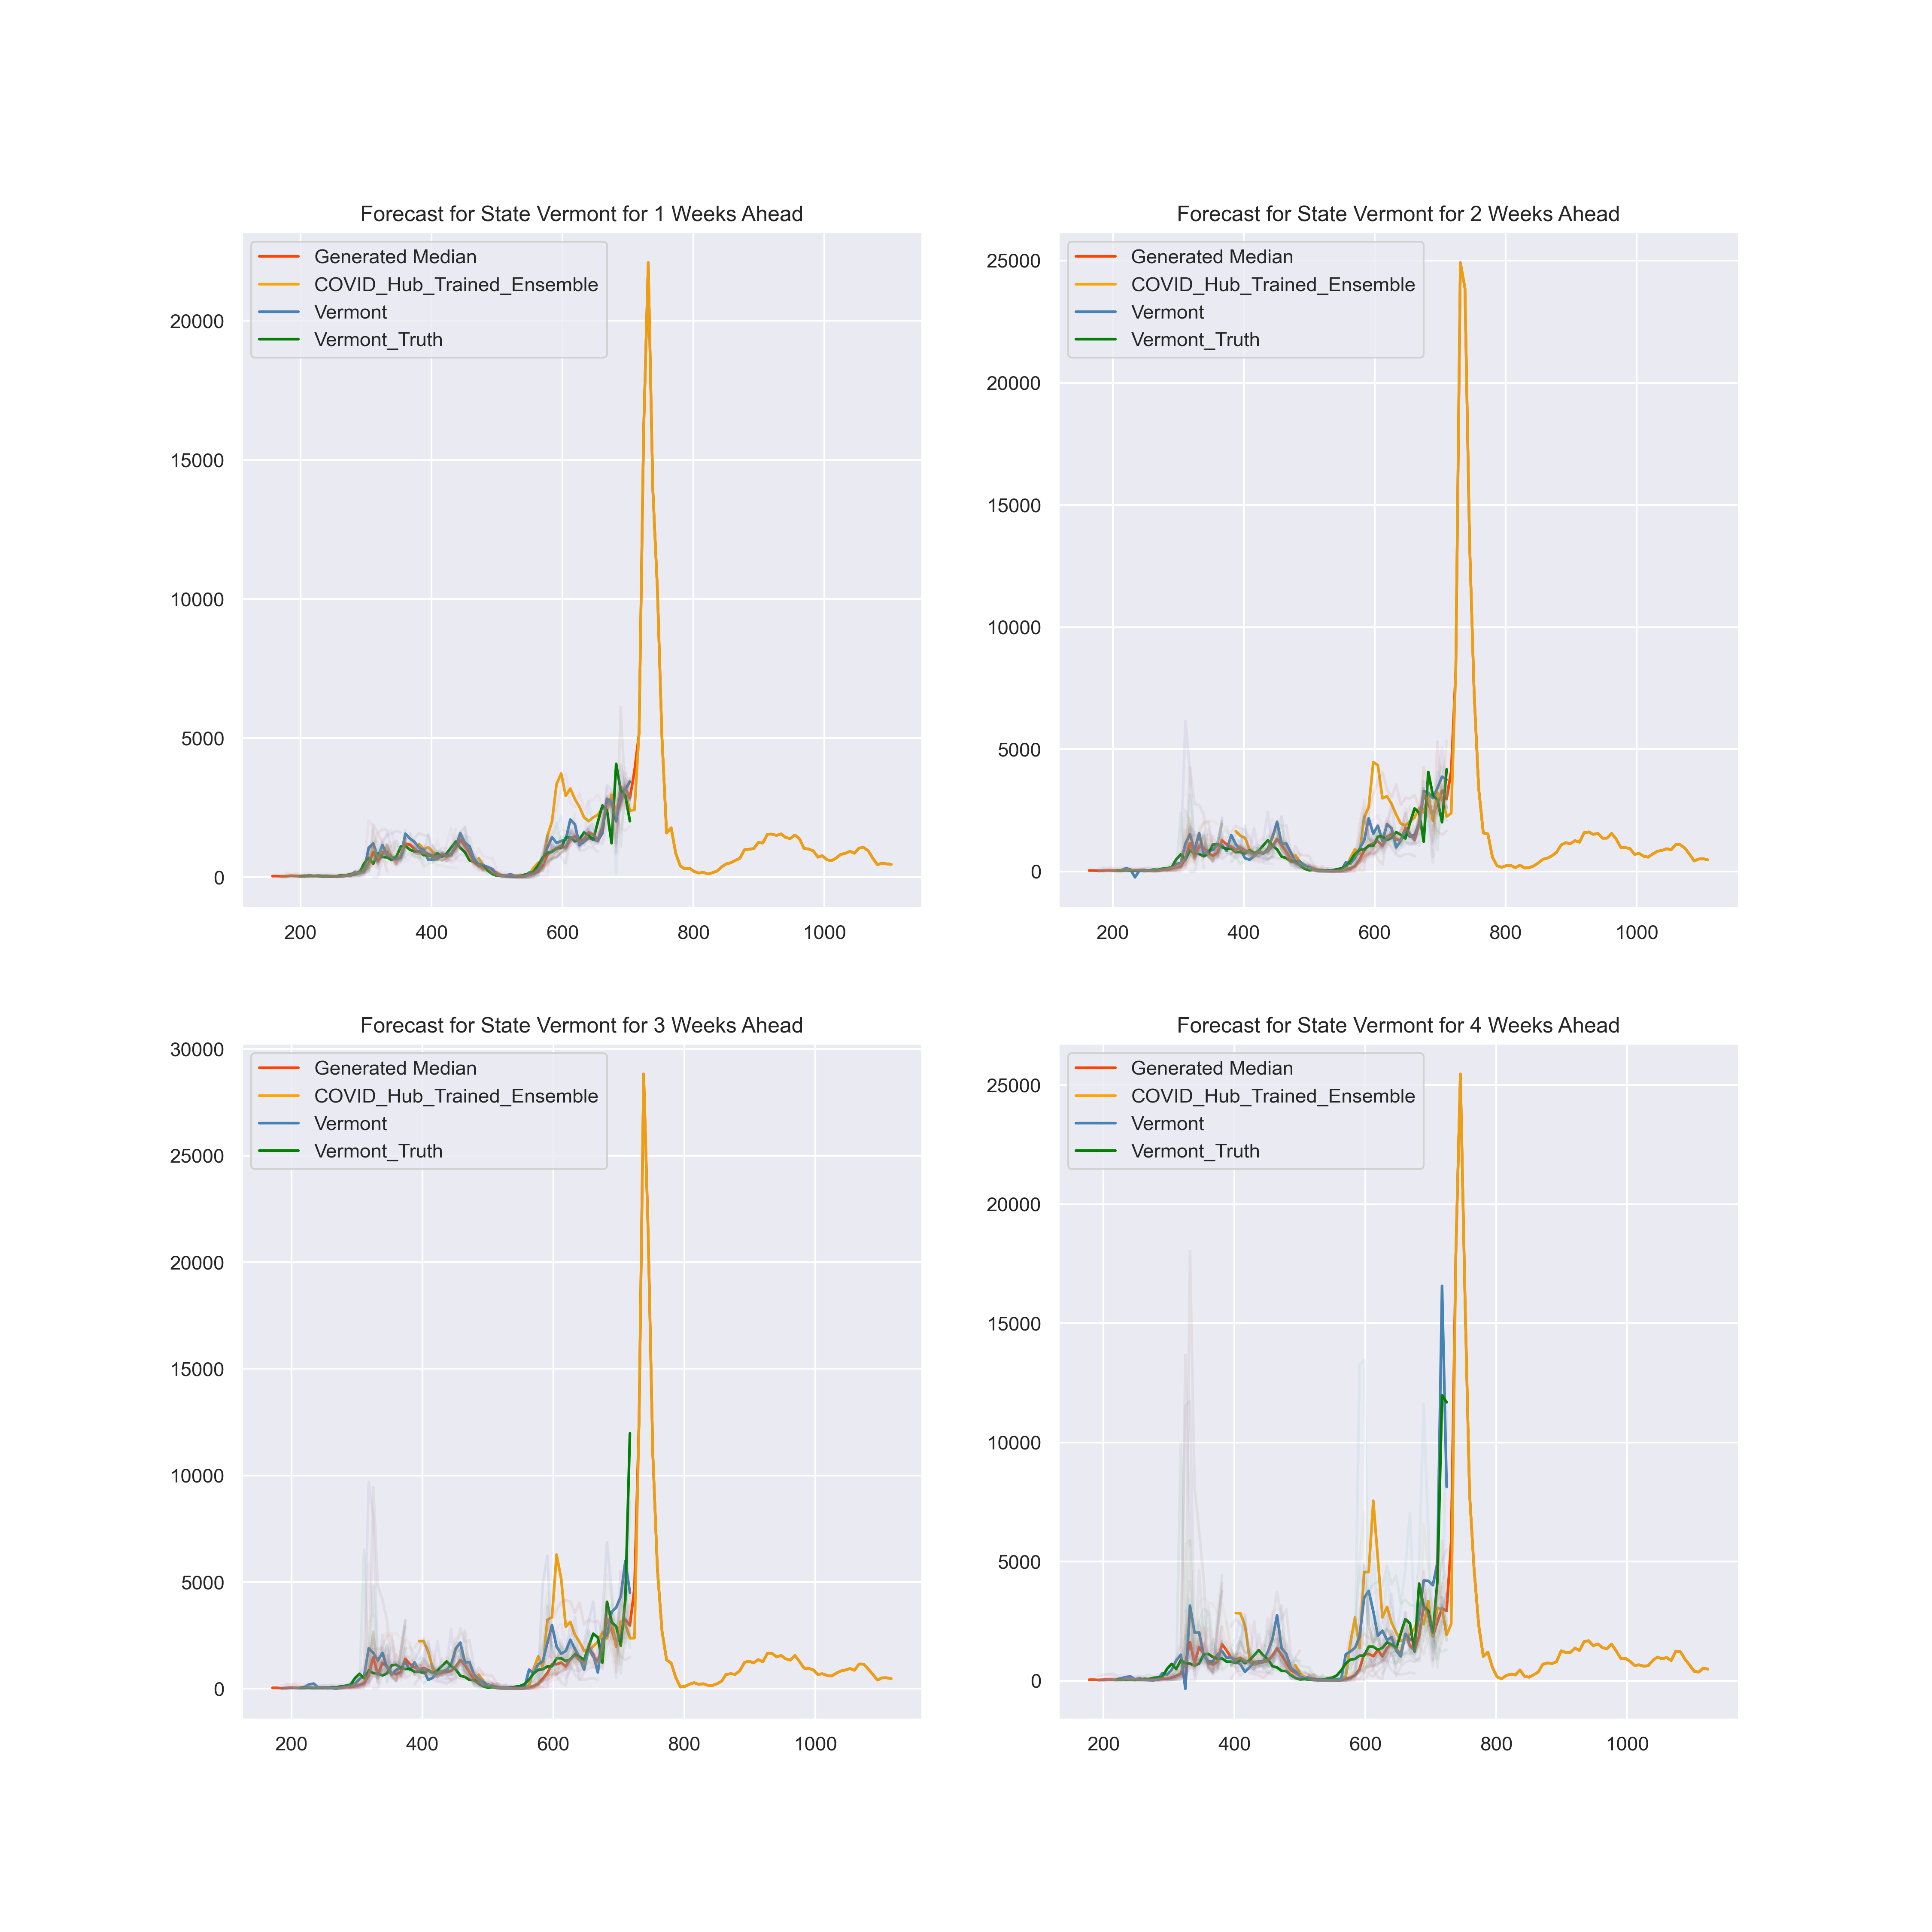 Forecast for State Vermont for 1 Weeks Ahead
Generated Median
COVID_Hub_Trained_Ensemble
Vermont
Vermont_Truth
20000
15000
10000
5000
0
200 400 600 800 1000
Forecast for State Vermont for 2 Weeks Ahead
Generated Median
COVID_Hub_Trained_Ensemble
Vermont
Vermont_Truth
25000
20000
15000
10000
5000
0
200 400 600 800 1000
Forecast for State Vermont for 3 Weeks Ahead
Generated Median
COVID_Hub_Trained_Ensemble
Vermont
Vermont_Truth
30000
25000
20000
15000
10000
5000
0
200 400 600 800 1000
Forecast for State Vermont for 4 Weeks Ahead
Generated Median
COVID_Hub_Trained_Ensemble
Vermont
Vermont_Truth
25000
20000
15000
10000
5000
0
200 400 600 800 1000